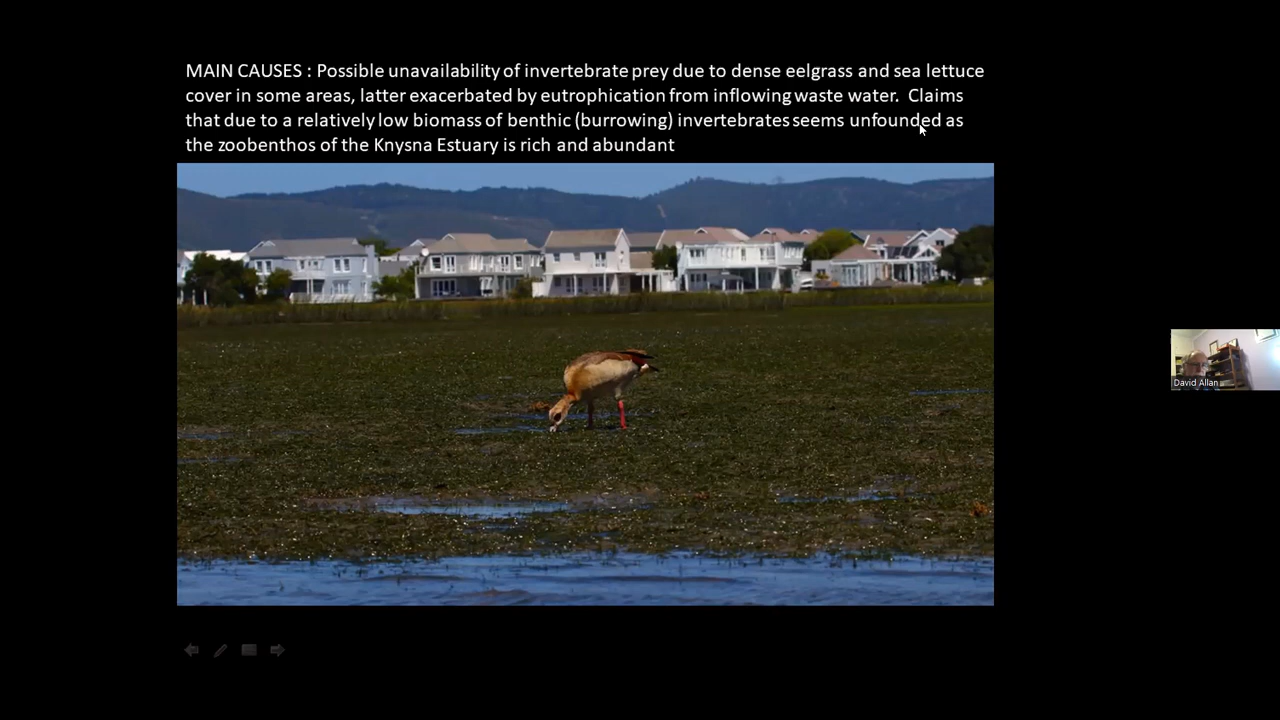 MAIN CAUSES : Possible unavailability of invertebrate prey due to dense eelgrass and sea lettuce
cover in some areas, latter exacerbated by eutrophication from inflowing waste water.  Claims
that due to a relatively low biomass of benthic (burrowing) invertebrates seems unfounded as
the zoobenthos of the Knysna Estuary is rich and abundant
David Allan